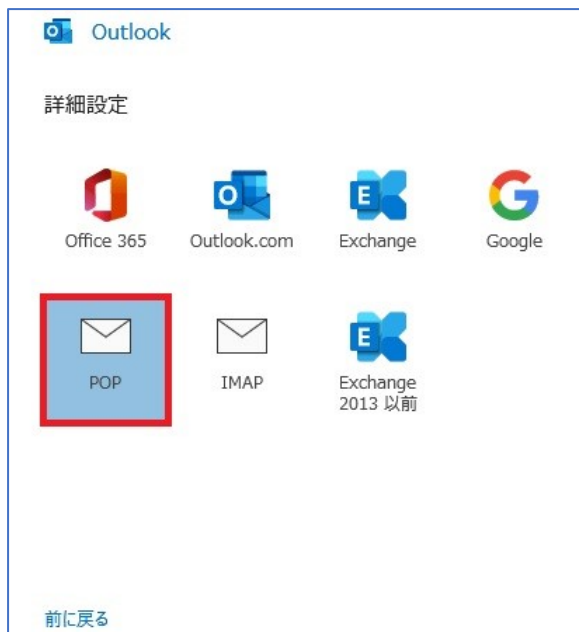 Outlook
詳細設定
Office 365
Outlook.com
Exchange
Google
POP
IMAP
Exchange
2013 以前
前に戻る